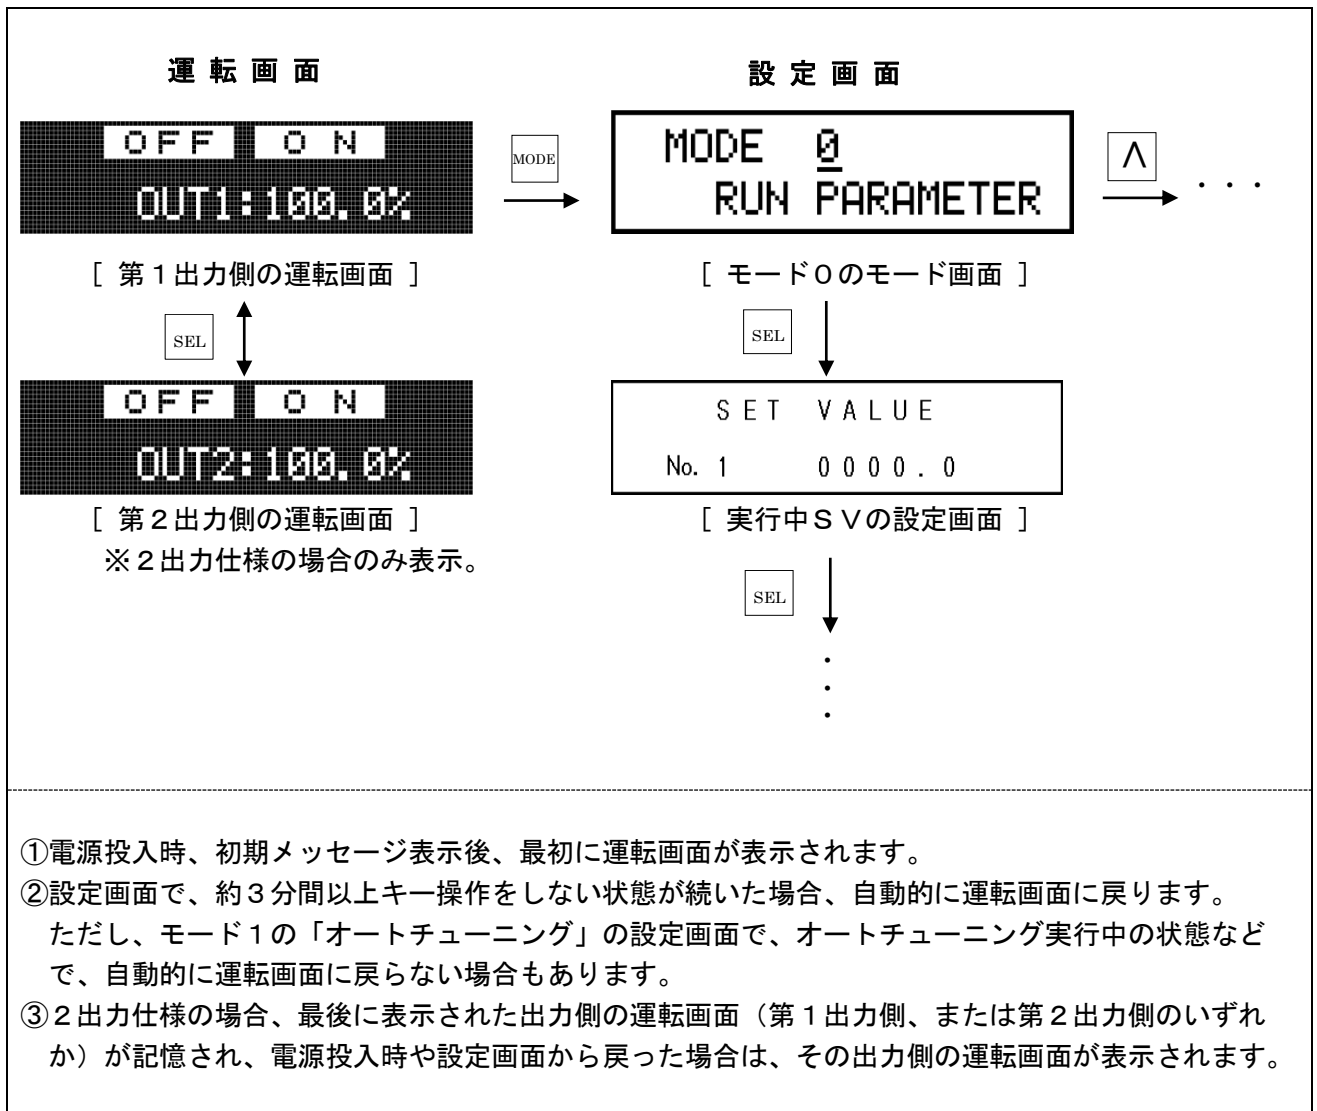 運 転 画 面
設 定 画 面
OFF ON
OUT1:100.0%
MODE
MODE 0
RUN PARAMETER
∧
・・・
[ 第1出力側の運転画面 ]
[ モード0のモード画面 ]
SEL
SEL
OFF ON
OUT2:100.0%
SET VALUE
No. 1 0000.0
[ 第2出力側の運転画面 ]
※2出力仕様の場合のみ表示。
[ 実行中SVの設定画面 ]
SEL
・
・
・
①電源投入時、初期メッセージ表示後、最初に運転画面が表示されます。
②設定画面で、約3分間以上キー操作をしない状態が続いた場合、自動的に運転画面に戻ります。
ただし、モード1の「オートチューニング」の設定画面で、オートチューニング実行中の状態など
で、自動的に運転画面に戻らない場合もあります。
③2出力仕様の場合、最後に表示された出力側の運転画面（第1出力側、または第2出力側のいずれ
か）が記憶され、電源投入時や設定画面から戻った場合は、その出力側の運転画面が表示されます。